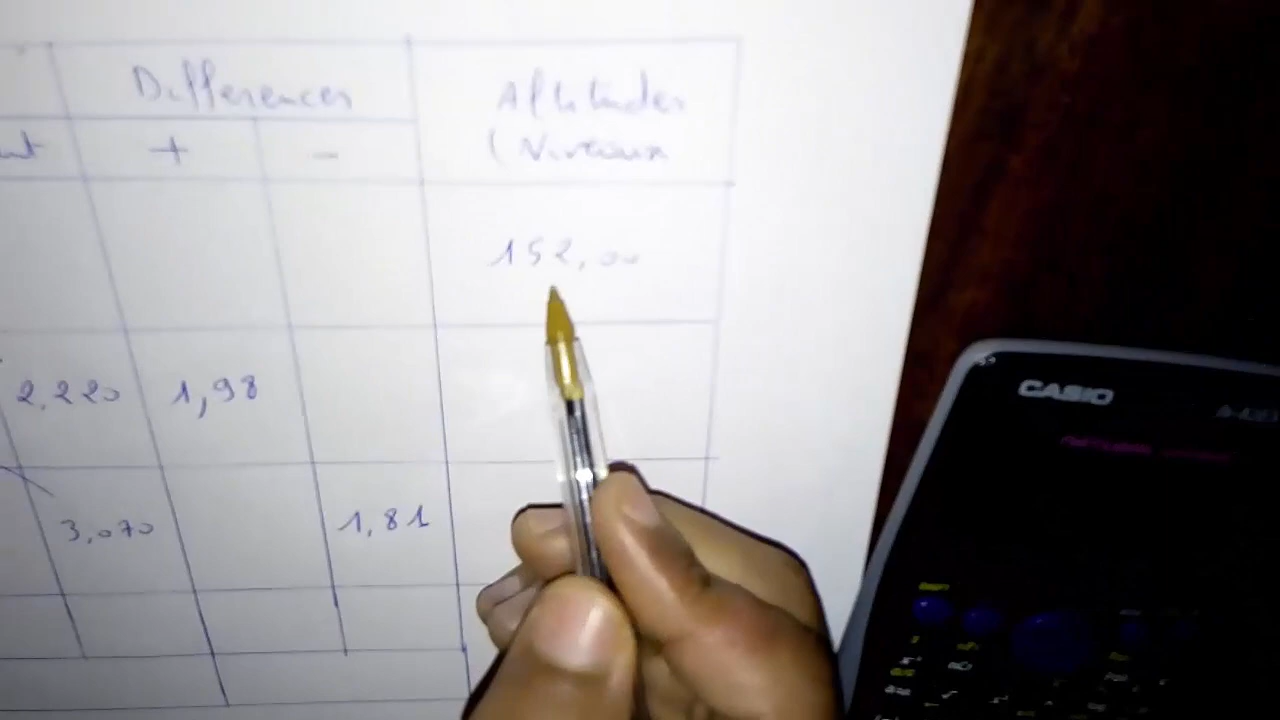 Differences
Altitudes
+
-
(Niveaux
152,00
2.220
1,98
3,070
1,81
CASIO